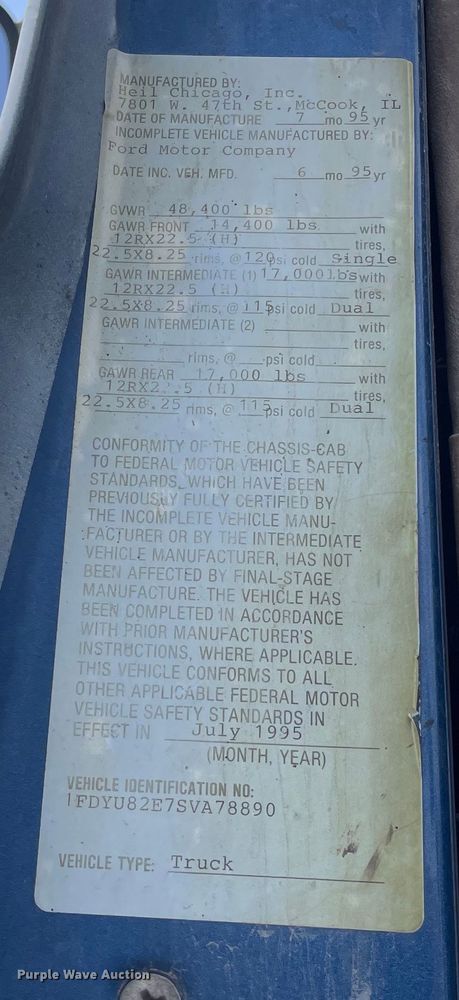 MANUFACTURED BY:
Heil Chicago, Inc.
7801 W. 47th St., McCook, IL
DATE OF MANUFACTURE 7 mo 95 yr
INCOMPLETE VEHICLE MANUFACTURED BY:
Ford Motor Company
DATE INC. VEH. MFD. 6 mo 95 yr
GVWR 48,400 lbs
GAWR FRONT 14,400 lbs with
12RX22.5 (H) tires,
22.5X8.25 rims, @ 120 psi cold Single
GAWR INTERMEDIATE (1) 17,000lbs with
12RX22.5 (H) tires,
22.5X8.25 rims, @ 115 psi cold Dual
GAWR INTERMEDIATE (2) with
tires,
rims, @ psi cold
GAWR REAR 17,000 lbs with
12RX22.5 (H) tires,
22.5X8.25 rims, @ 115 psi cold Dual
CONFORMITY OF THE CHASSIS-CAB
TO FEDERAL MOTOR VEHICLE SAFETY
STANDARDS, WHICH HAVE BEEN
PREVIOUSLY FULLY CERTIFIED BY
THE INCOMPLETE VEHICLE MANU-
FACTURER OR BY THE INTERMEDIATE
VEHICLE MANUFACTURER, HAS NOT
BEEN AFFECTED BY FINAL-STAGE
MANUFACTURE. THE VEHICLE HAS
BEEN COMPLETED IN ACCORDANCE
WITH PRIOR MANUFACTURER'S
INSTRUCTIONS, WHERE APPLICABLE.
THIS VEHICLE CONFORMS TO ALL
OTHER APPLICABLE FEDERAL MOTOR
VEHICLE SAFETY STANDARDS IN
EFFECT IN July 1995
(MONTH, YEAR)
VEHICLE IDENTIFICATION NO:
1FDYU82E7SVA78890
VEHICLE TYPE: Truck
Purple Wave Auction